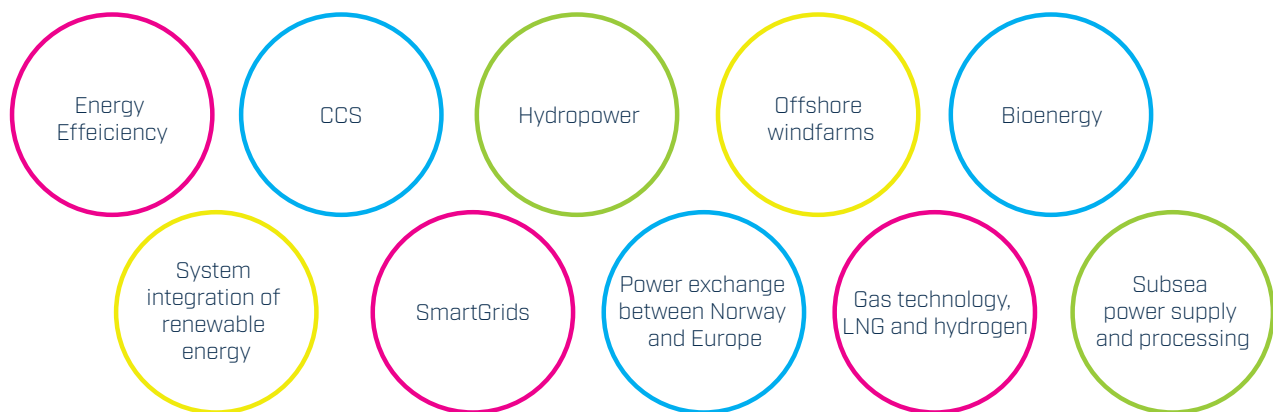 Energy
Effeiciency
CCS
Hydropower
Offshore
windfarms
Bioenergy
System
integration of
renewable
energy
SmartGrids
Power exchange
between Norway
and Europe
Gas technology,
LNG and hydrogen
Subsea
power supply
and processing